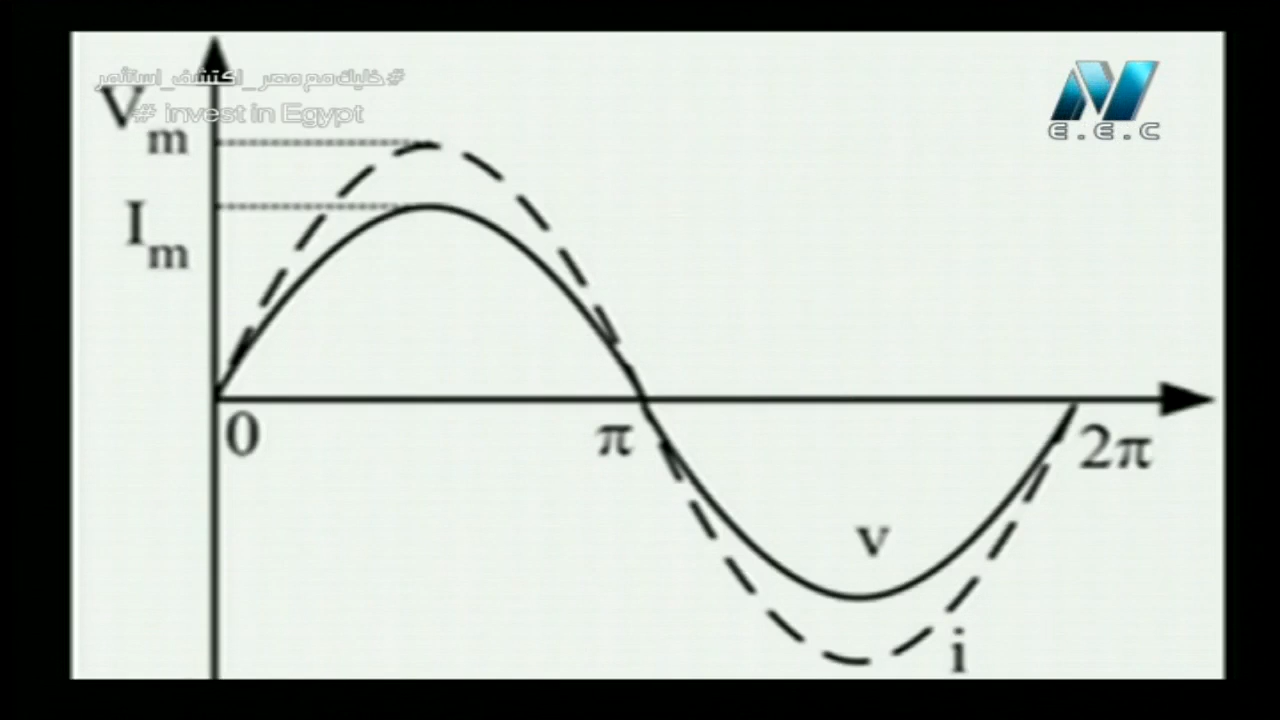 #خليك_مع_مصر_اكتشف_استثمر
# invest in Egypt
E.E.C
Vm
Im
0
π
2π
v
i